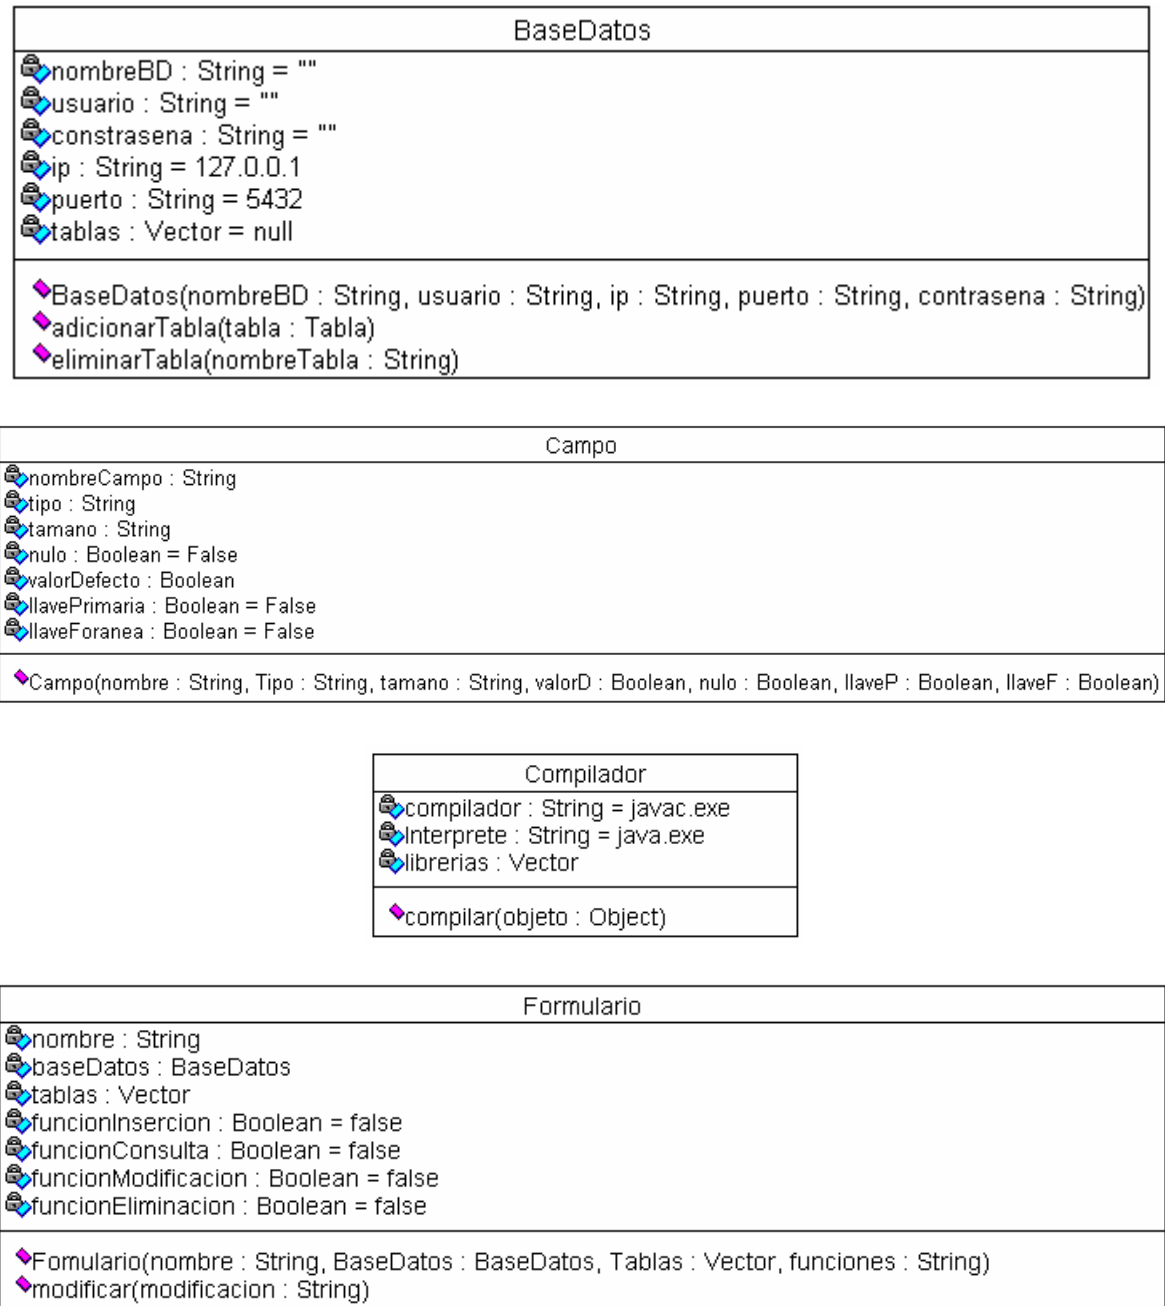 BaseDatos
nombreBD : String = ""
usuario : String = ""
constrasena : String = ""
ip : String = 127.0.0.1
puerto : String = 5432
tablas : Vector = null
BaseDatos(nombreBD : String, usuario : String, ip : String, puerto : String, contrasena : String)
adicionarTabla(tabla : Tabla)
eliminarTabla(nombreTabla : String)
Campo
nombreCampo : String
tipo : String
tamano : String
nulo : Boolean = False
valorDefecto : Boolean
llavePrimaria : Boolean = False
llaveForanea : Boolean = False
Campo(nombre : String, Tipo : String, tamano : String, valorD : Boolean, nulo : Boolean, llaveP : Boolean, llaveF : Boolean)
Compilador
compilador : String = javac.exe
Interprete : String = java.exe
librerias : Vector
compilar(objeto : Object)
Formulario
nombre : String
baseDatos : BaseDatos
tablas : Vector
funcionInsercion : Boolean = false
funcionConsulta : Boolean = false
funcionModificacion : Boolean = false
funcionEliminacion : Boolean = false
Fomulario(nombre : String, BaseDatos : BaseDatos, Tablas : Vector, funciones : String)
modificar(modificacion : String)